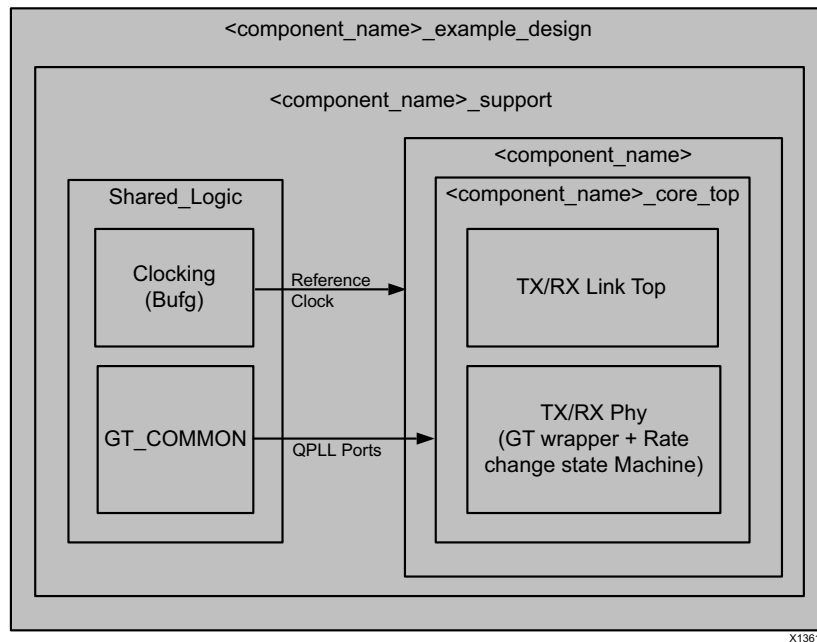 <component_name>_example_design
<component_name>_support
<component_name>
Shared_Logic
<component_name>_core_top
Clocking
(Bufg)
Reference
Clock
TX/RX Link Top
GT_COMMON
QPLL Ports
TX/RX Phy
(GT wrapper + Rate
change state Machine)